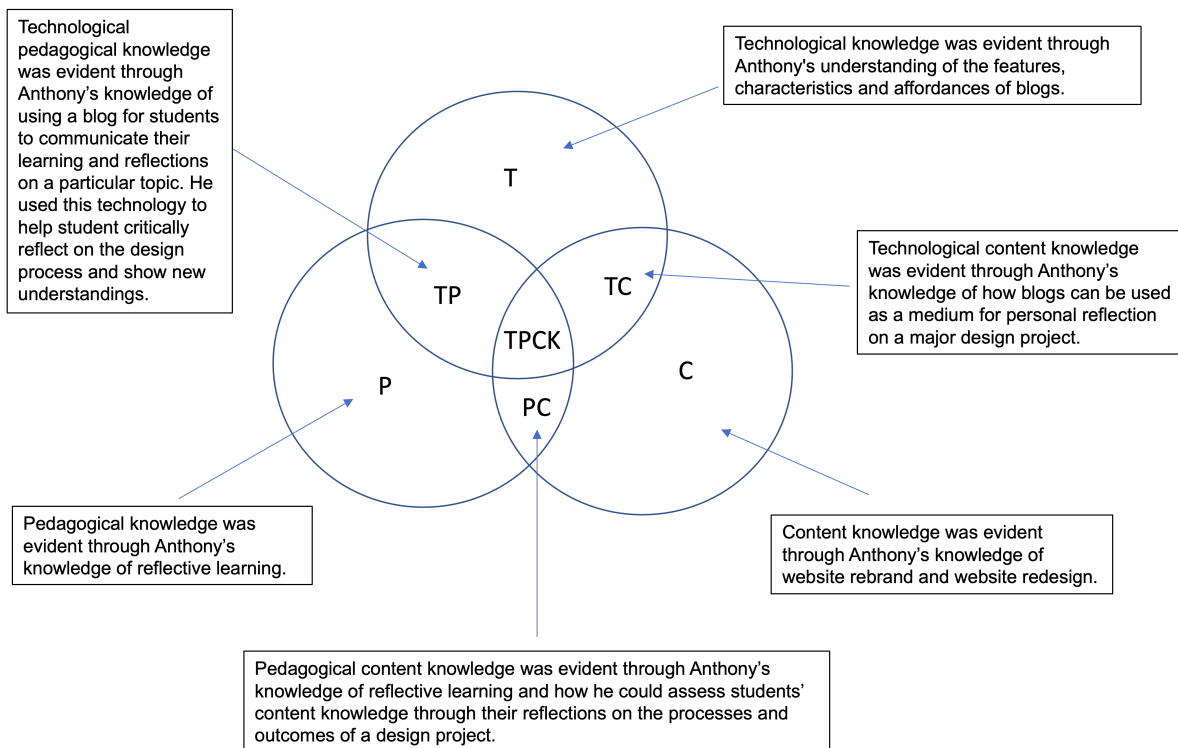 Technological
pedagogical knowledge
was evident through
Anthony’s knowledge of
using a blog for students
to communicate their
learning and reflections
on a particular topic. He
used this technology to
help student critically
reflect on the design
process and show new
understandings.
Technological knowledge was evident through
Anthony's understanding of the features,
characteristics and affordances of blogs.
T
Technological content knowledge
was evident through Anthony’s
knowledge of how blogs can be used
as a medium for personal reflection
on a major design project.
TP
TC
TPCK
P
C
PC
Pedagogical knowledge was
evident through Anthony’s
knowledge of reflective learning.
Content knowledge was evident
through Anthony’s knowledge of
website rebrand and website redesign.
Pedagogical content knowledge was evident through Anthony’s
knowledge of reflective learning and how he could assess students’
content knowledge through their reflections on the processes and
outcomes of a design project.